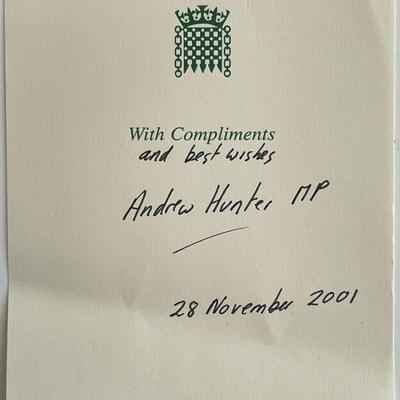 With Compliments
and best wishes
Andrew Hunter MP
28 November 2001